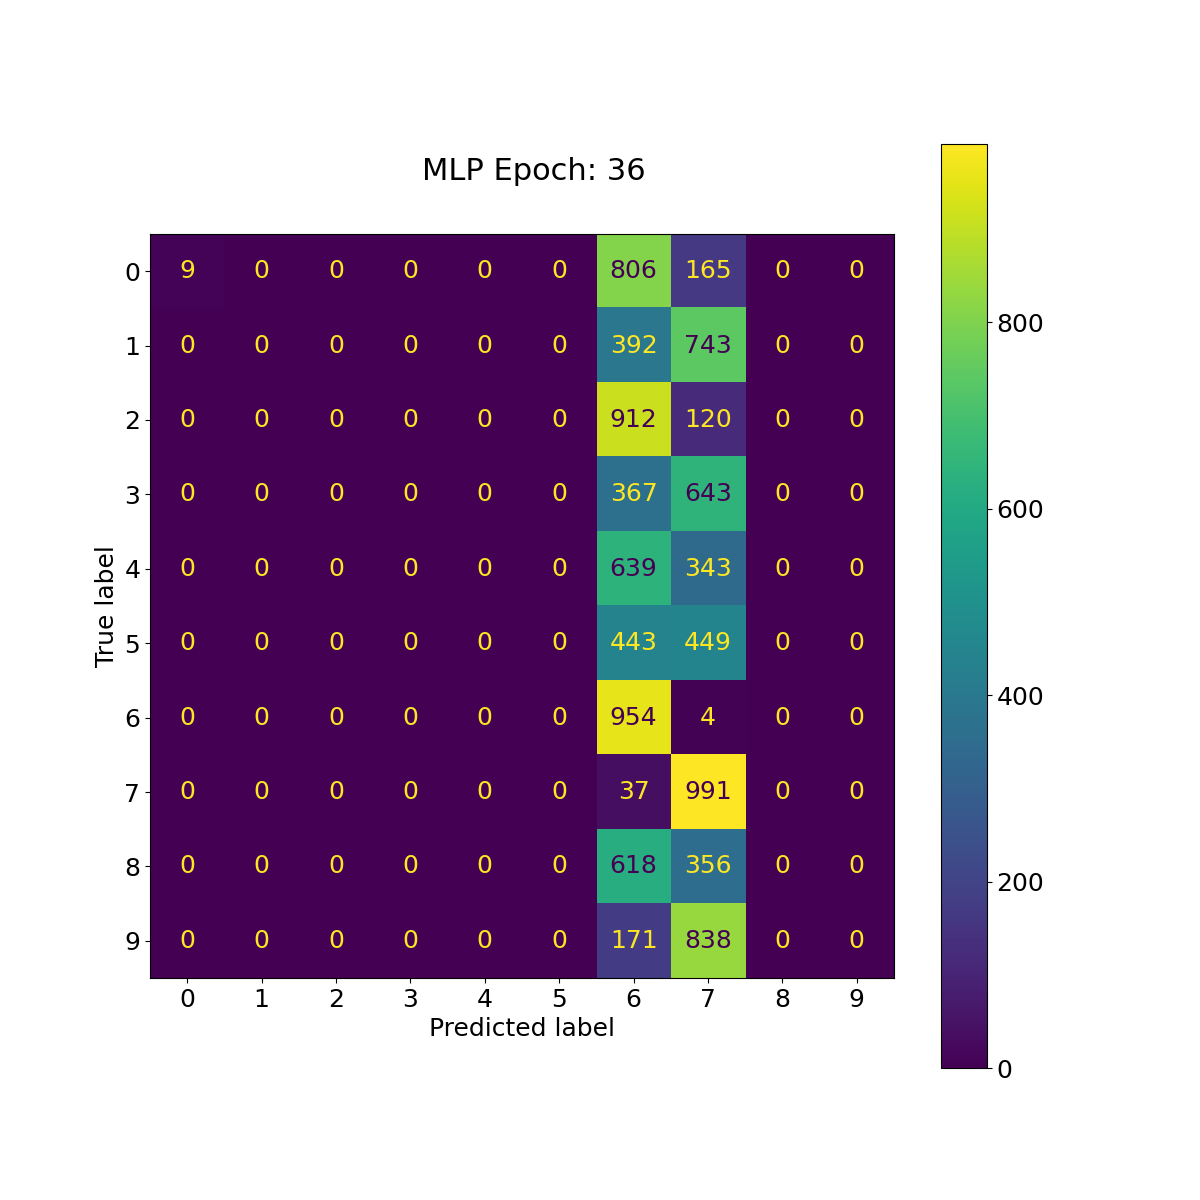 MLP Epoch: 36
0 9 0 0 0 0 0 806 165 0 0
1 0 0 0 0 0 0 392 743 0 0
2 0 0 0 0 0 0 912 120 0 0
3 0 0 0 0 0 0 367 643 0 0
4 0 0 0 0 0 0 639 343 0 0
5 0 0 0 0 0 0 443 449 0 0
6 0 0 0 0 0 0 954 4 0 0
7 0 0 0 0 0 0 37 991 0 0
8 0 0 0 0 0 0 618 356 0 0
9 0 0 0 0 0 0 171 838 0 0
0 1 2 3 4 5 6 7 8 9
Predicted label
True label
800
600
400
200
0